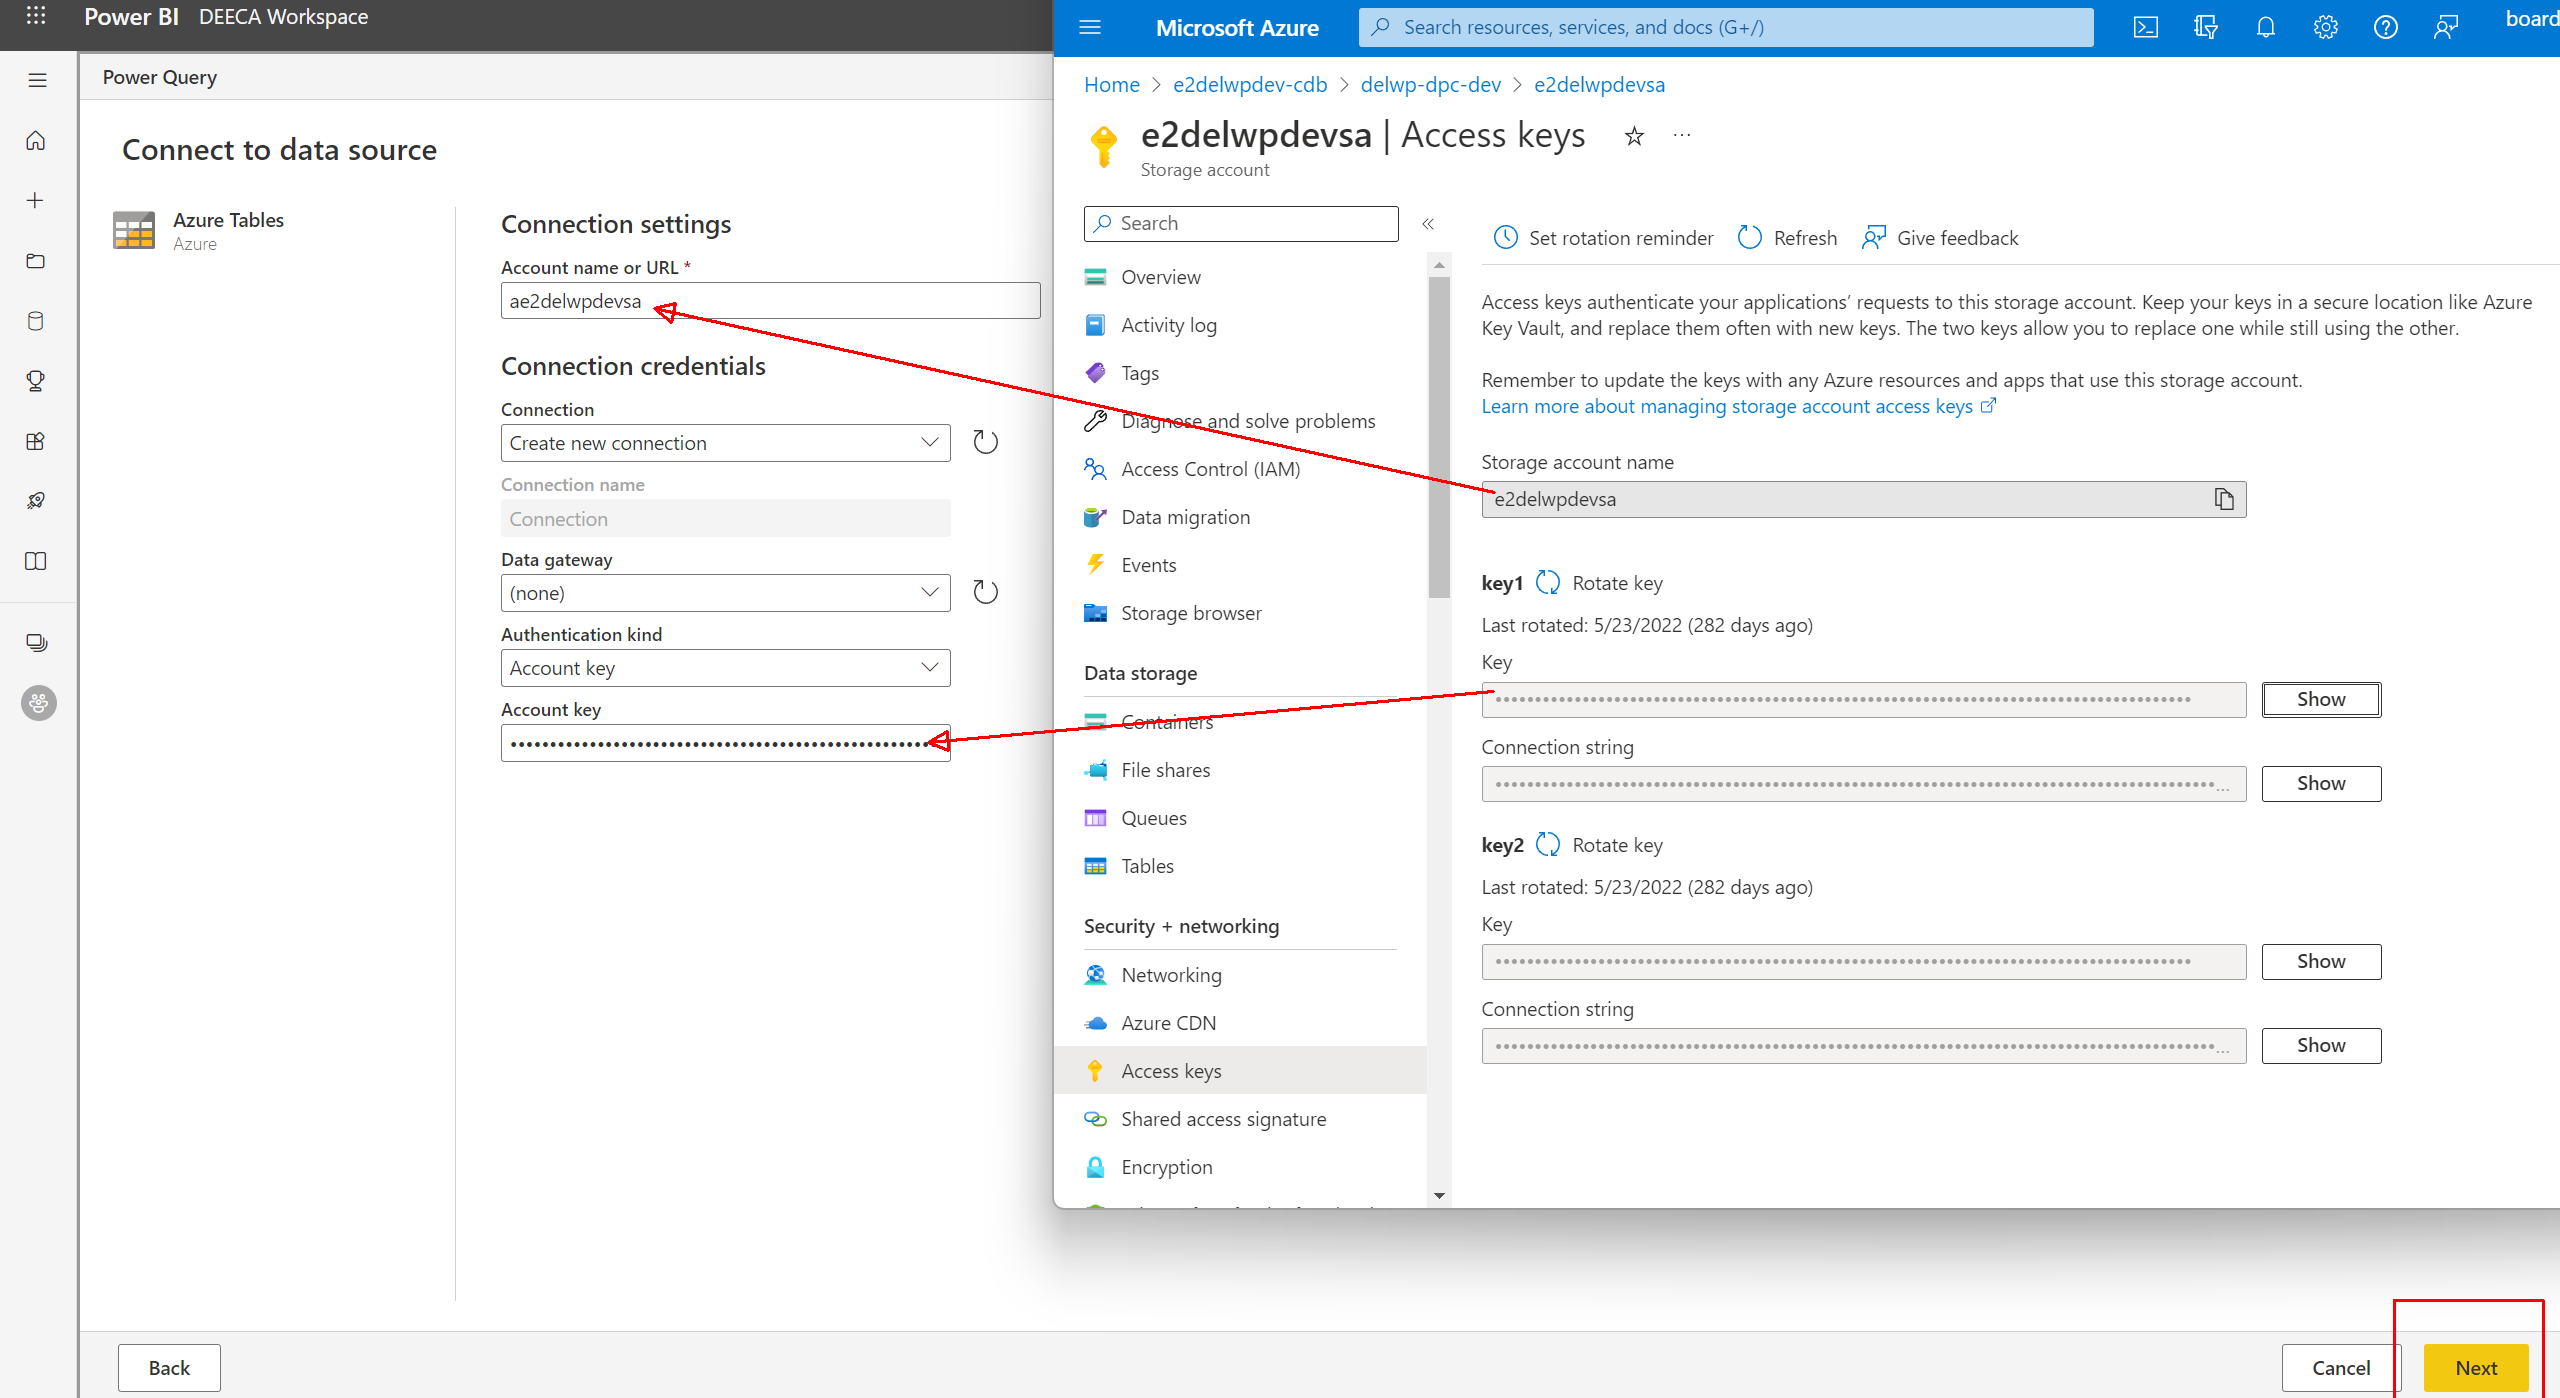 Power BI DEECA Workspace
Power Query
Connect to data source
Azure Tables
Azure
Connection settings
Account name or URL *
ae2delwpdevsa
Connection credentials
Connection
Create new connection
Connection name
Connection
Data gateway
(none)
Authentication kind
Account key
Account key
Back
Cancel
Next
Microsoft Azure
Search resources, services, and docs (G+/)
board
Home > e2delwpdev-cdb > delwp-dpc-dev > e2delwpdevsa
e2delwpdevsa | Access keys
Storage account
Search
Overview
Activity log
Tags
Diagnose and solve problems
Access Control (IAM)
Data migration
Events
Storage browser
Data storage
Containers
File shares
Queues
Tables
Security + networking
Networking
Azure CDN
Access keys
Shared access signature
Encryption
Set rotation reminder
Refresh
Give feedback
Access keys authenticate your applications’ requests to this storage account. Keep your keys in a secure location like Azure
Key Vault, and replace them often with new keys. The two keys allow you to replace one while still using the other.
Remember to update the keys with any Azure resources and apps that use this storage account.
Learn more about managing storage account access keys
Storage account name
e2delwpdevsa
key1 Rotate key
Last rotated: 5/23/2022 (282 days ago)
Key
Show
Connection string
Show
key2 Rotate key
Last rotated: 5/23/2022 (282 days ago)
Key
Show
Connection string
Show